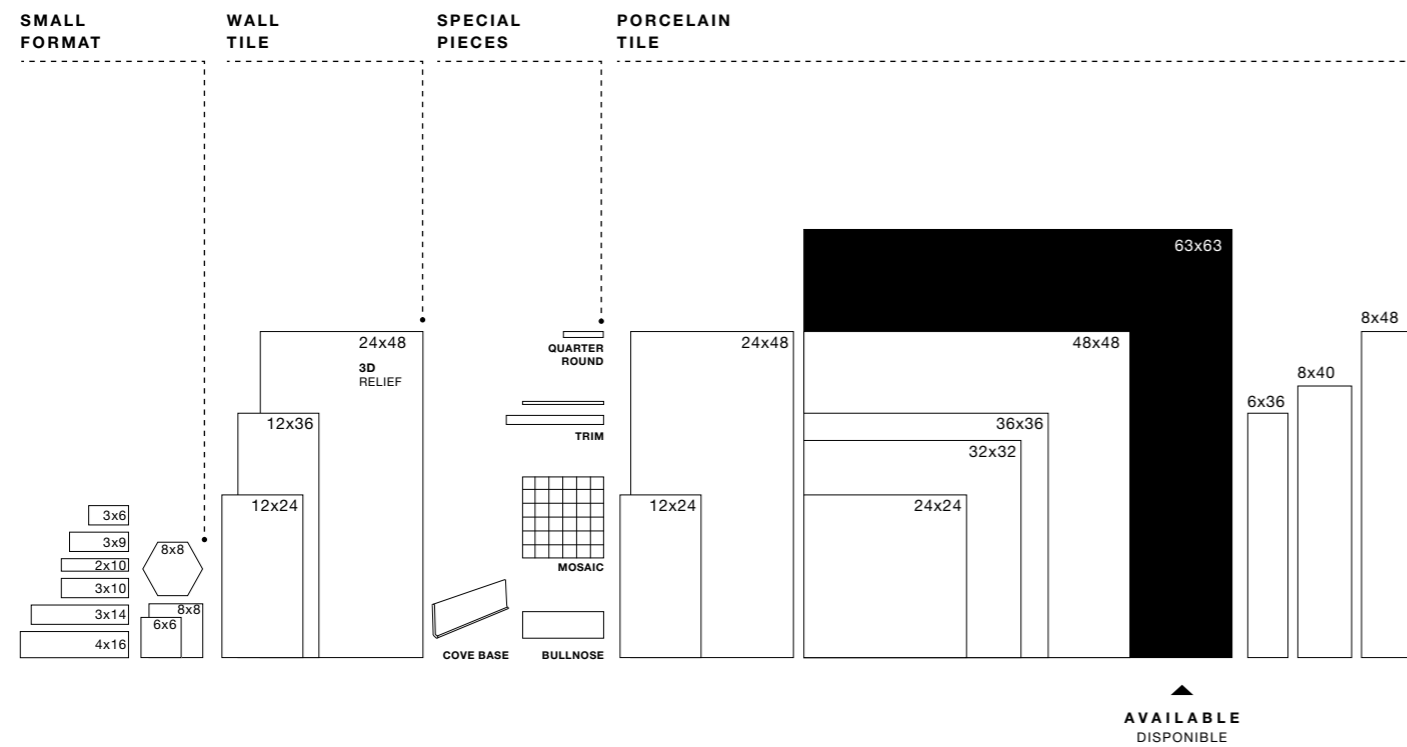 SMALL
FORMAT
WALL
TILE
SPECIAL
PIECES
PORCELAIN
TILE
3x6
3x9
2x10
3x10
3x14
4x16
8x8
8x8
6x6
24x48
3D
RELIEF
12x36
12x24
QUARTER
ROUND
TRIM
MOSAIC
COVE BASE
BULLNOSE
24x48
12x24
63x63
48x48
36x36
32x32
24x24
6x36
8x40
8x48
AVAILABLE
DISPONIBLE